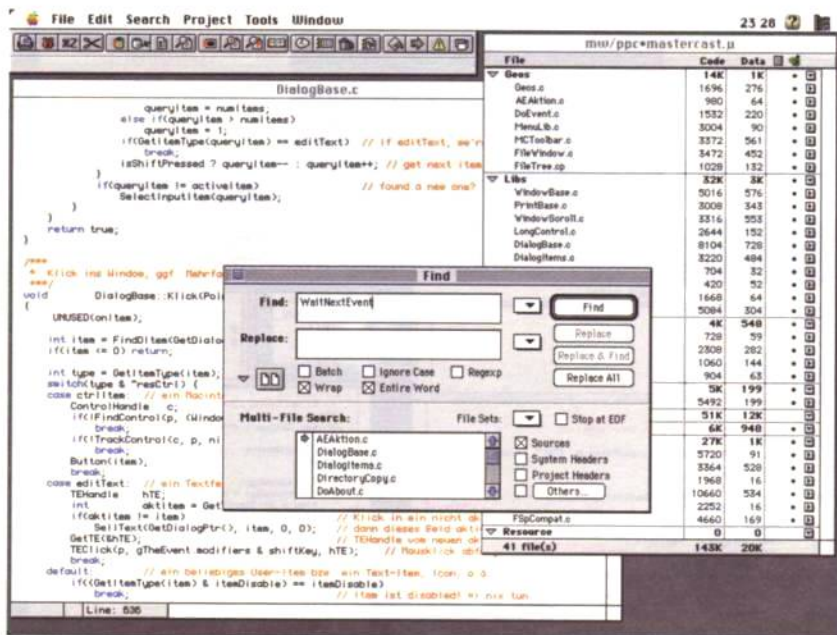 File Edit Search Project Tools Window
23 28
mw/ppc•mastercast.µ
File Code Data
Geos 14K 1K
Geos.c 1696 276
AEAktion.c 980 64
DoEvent.c 1532 220
MenuLib.c 3004 90
MCToolbar.c 3372 561
FileWindow.c 3472 452
FileTree.cp 1028 132
Libs 32K 3K
WindowBase.c 5016 576
PrintBase.c 3008 343
WindowScroll.c 3316 553
LongControl.c 2644 152
DialogBase.c 8104 728
DialogItems.c 3220 484
704 32
420 52
1668 64
5084 304
4K 548
728 59
2308 282
1060 144
904 63
5K 199
5492 199
51K 12K
6K 948
27K 1K
5720 91
3364 528
1968 16
10660 534
2252 16
FSpCompat.c 4660 169
Resource 0 0
41 file(s) 143K 20K
DialogBase.c
queryItem = numItems;
else if(queryItem > numItems)
queryItem = 1;
if(GetItemType(queryItem) == editText) // if editText, we'r
break;
isShiftPressed ? queryItem-- : queryItem++; // get next item
}
if(queryItem != activeItem) // found a new one?
SelectInputItem(queryItem);
}
}
return true;
}
/***
* Klick ins Window, ggf. Mehrfa
***/
void DialogBase::Klick(Poi
{
UNUSED(onItem);
int item = FindDItem(GetDialo
if(item <= 0) return;
int type = GetItemType(item),
switch(type & ~resCtrl) {
case ctrlItem: // ein Macint
ControlHandle c;
if(!FindControl(p, (Window
break;
if(!TrackControl(c, p, ni
break;
Button(item);
break;
case editText: // ein Textfe
TEHandle hTE;
int aktitem = Get
if(aktitem != item) // Klick in ein nicht ak
SelIText(GetDialogPtr(), item, 0, 0); // dann dieses Feld akti
GetTE(&hTE); // TEHandle vom neuen ak
TEClick(p, gTheEvent.modifiers & shiftKey, hTE); // Mausklick abf
break;
default: // ein beliebiges User-Item bzw. ein Text-Item, Icon, o.ä.
if((GetItemType(item) & itemDisable) == itemDisable)
break; // Item ist disabled! => nix tun
Line: 636
Find
Find: WaitNextEvent
Find
Replace:
Replace
Replace & Find
Replace All
Batch Ignore Case Regexp
Wrap Entire Word
Multi-File Search: File Sets: Stop at EOF
AEAktion.c
DialogBase.c
DialogItems.c
DirectoryCopy.c
DoAbout.c
Sources
System Headers
Project Headers
Others...